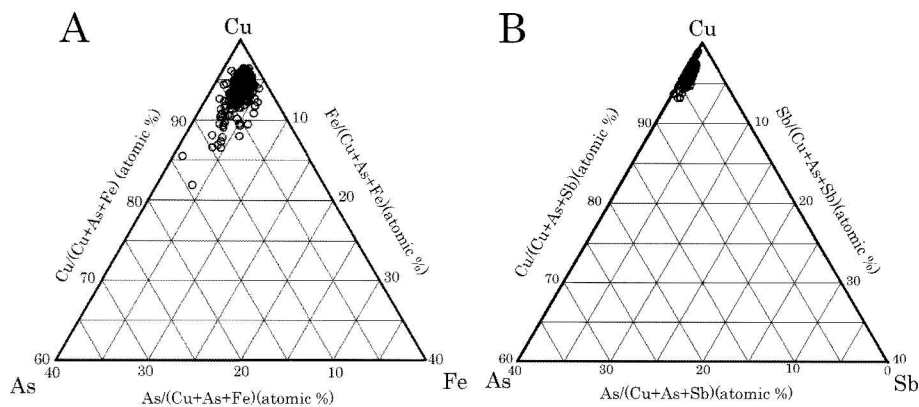 A
Cu
Cu/(Cu+As+Fe)(atomic %)
Fe/(Cu+As+Fe)(atomic %)
90
10
80
20
70
30
60
40
40
30
20
10
As
Fe
As/(Cu+As+Fe)(atomic %)
B
Cu
Cu/(Cu+As+Sb)(atomic %)
Sb/(Cu+As+Sb)(atomic %)
90
10
80
20
70
30
60
40
40
30
20
10
0
As
Sb
As/(Cu+As+Sb)(atomic %)